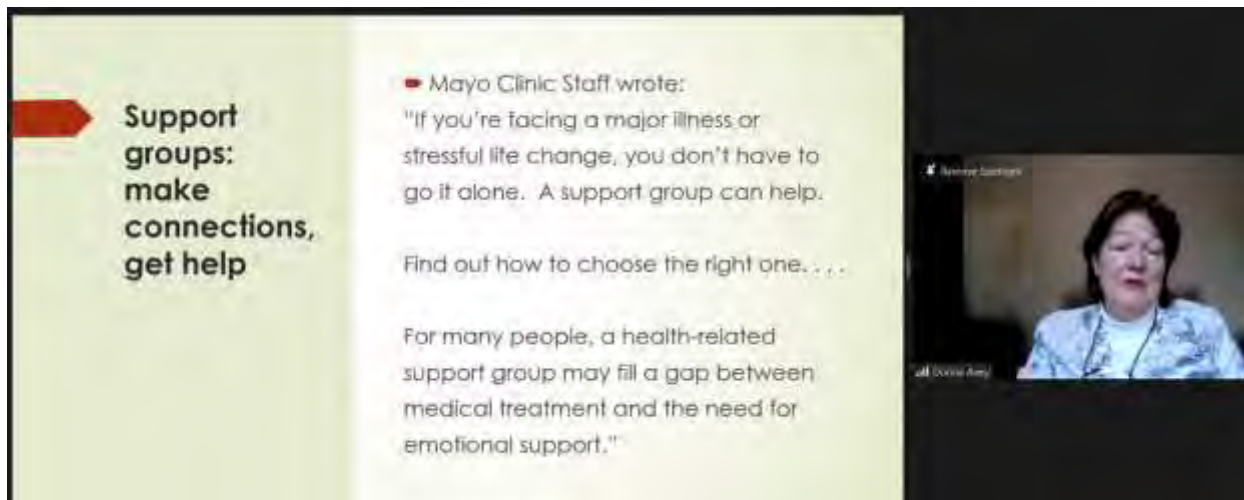 Support
groups:
make
connections,
get help
Mayo Clinic Staff wrote:
"If you're facing a major illness or
stressful life change, you don't have to
go it alone. A support group can help.
Find out how to choose the right one. . . .
For many people, a health-related
support group may fill a gap between
medical treatment and the need for
emotional support."
Donna